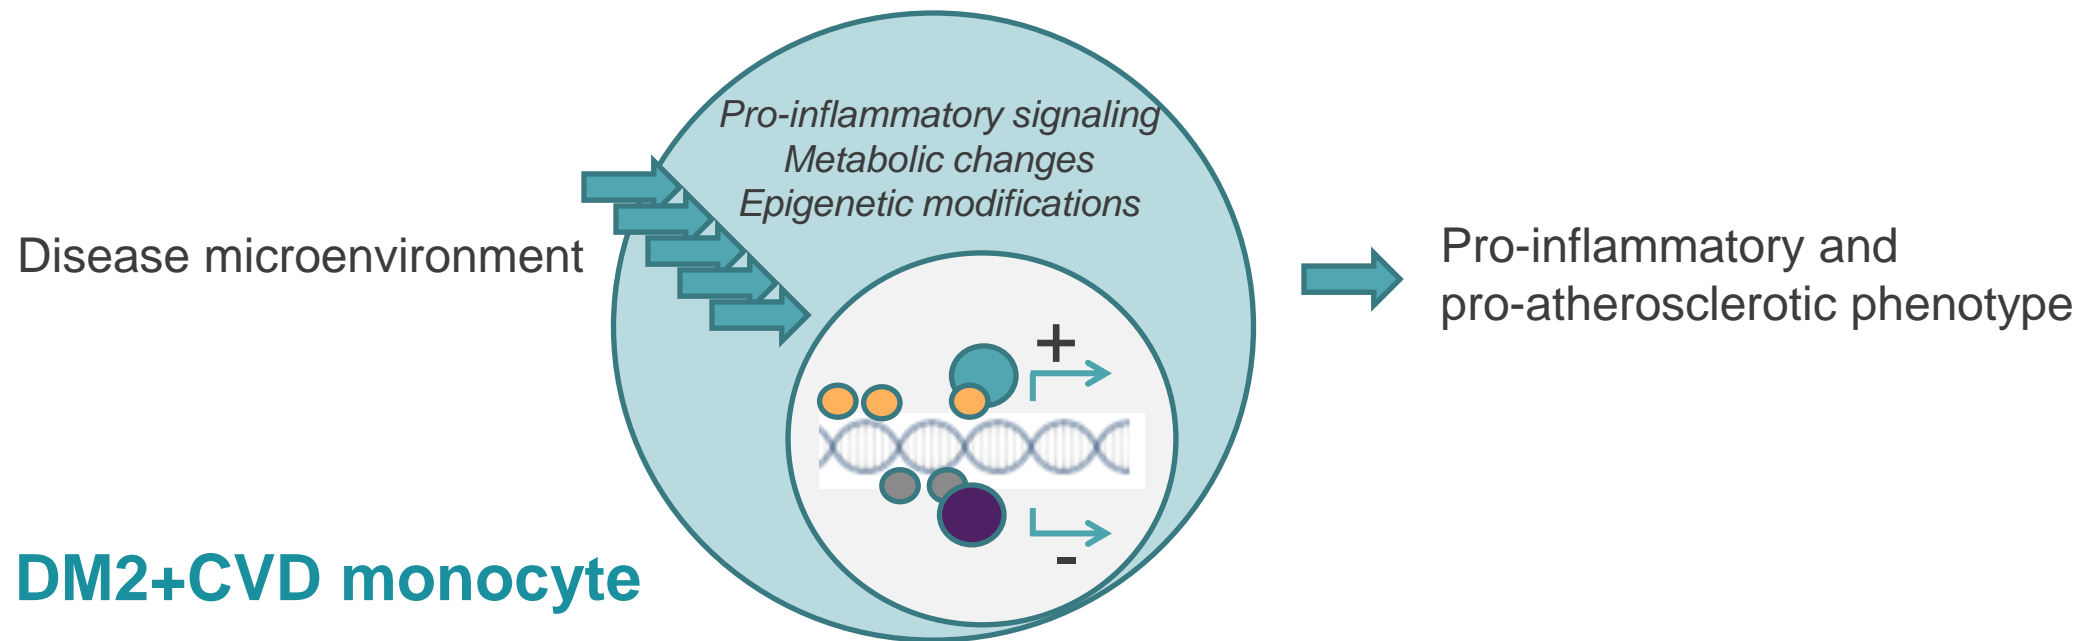 Pro-inflammatory signaling
Metabolic changes
Epigenetic modifications
Disease microenvironment
Pro-inflammatory and
pro-atherosclerotic phenotype
+
-
DM2+CVD monocyte